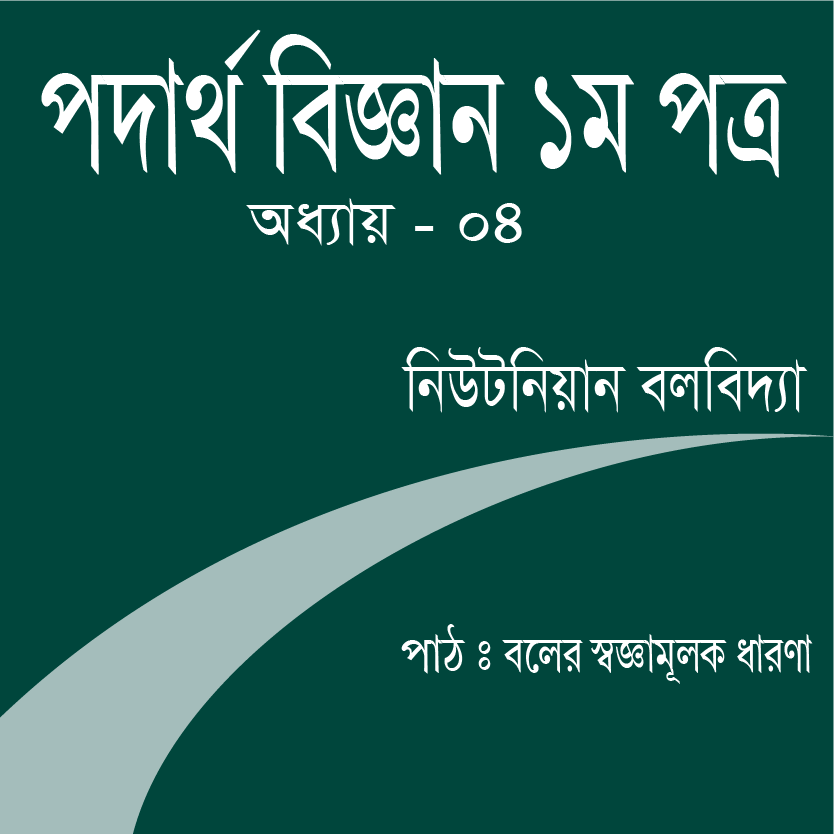 পদার্থ বিজ্ঞান ১ম পত্র
অধ্যায় - ০৪
নিউটনিয়ান বলবিদ্যা
পাঠ ঃ বলের স্বজ্ঞামূলক ধারণা